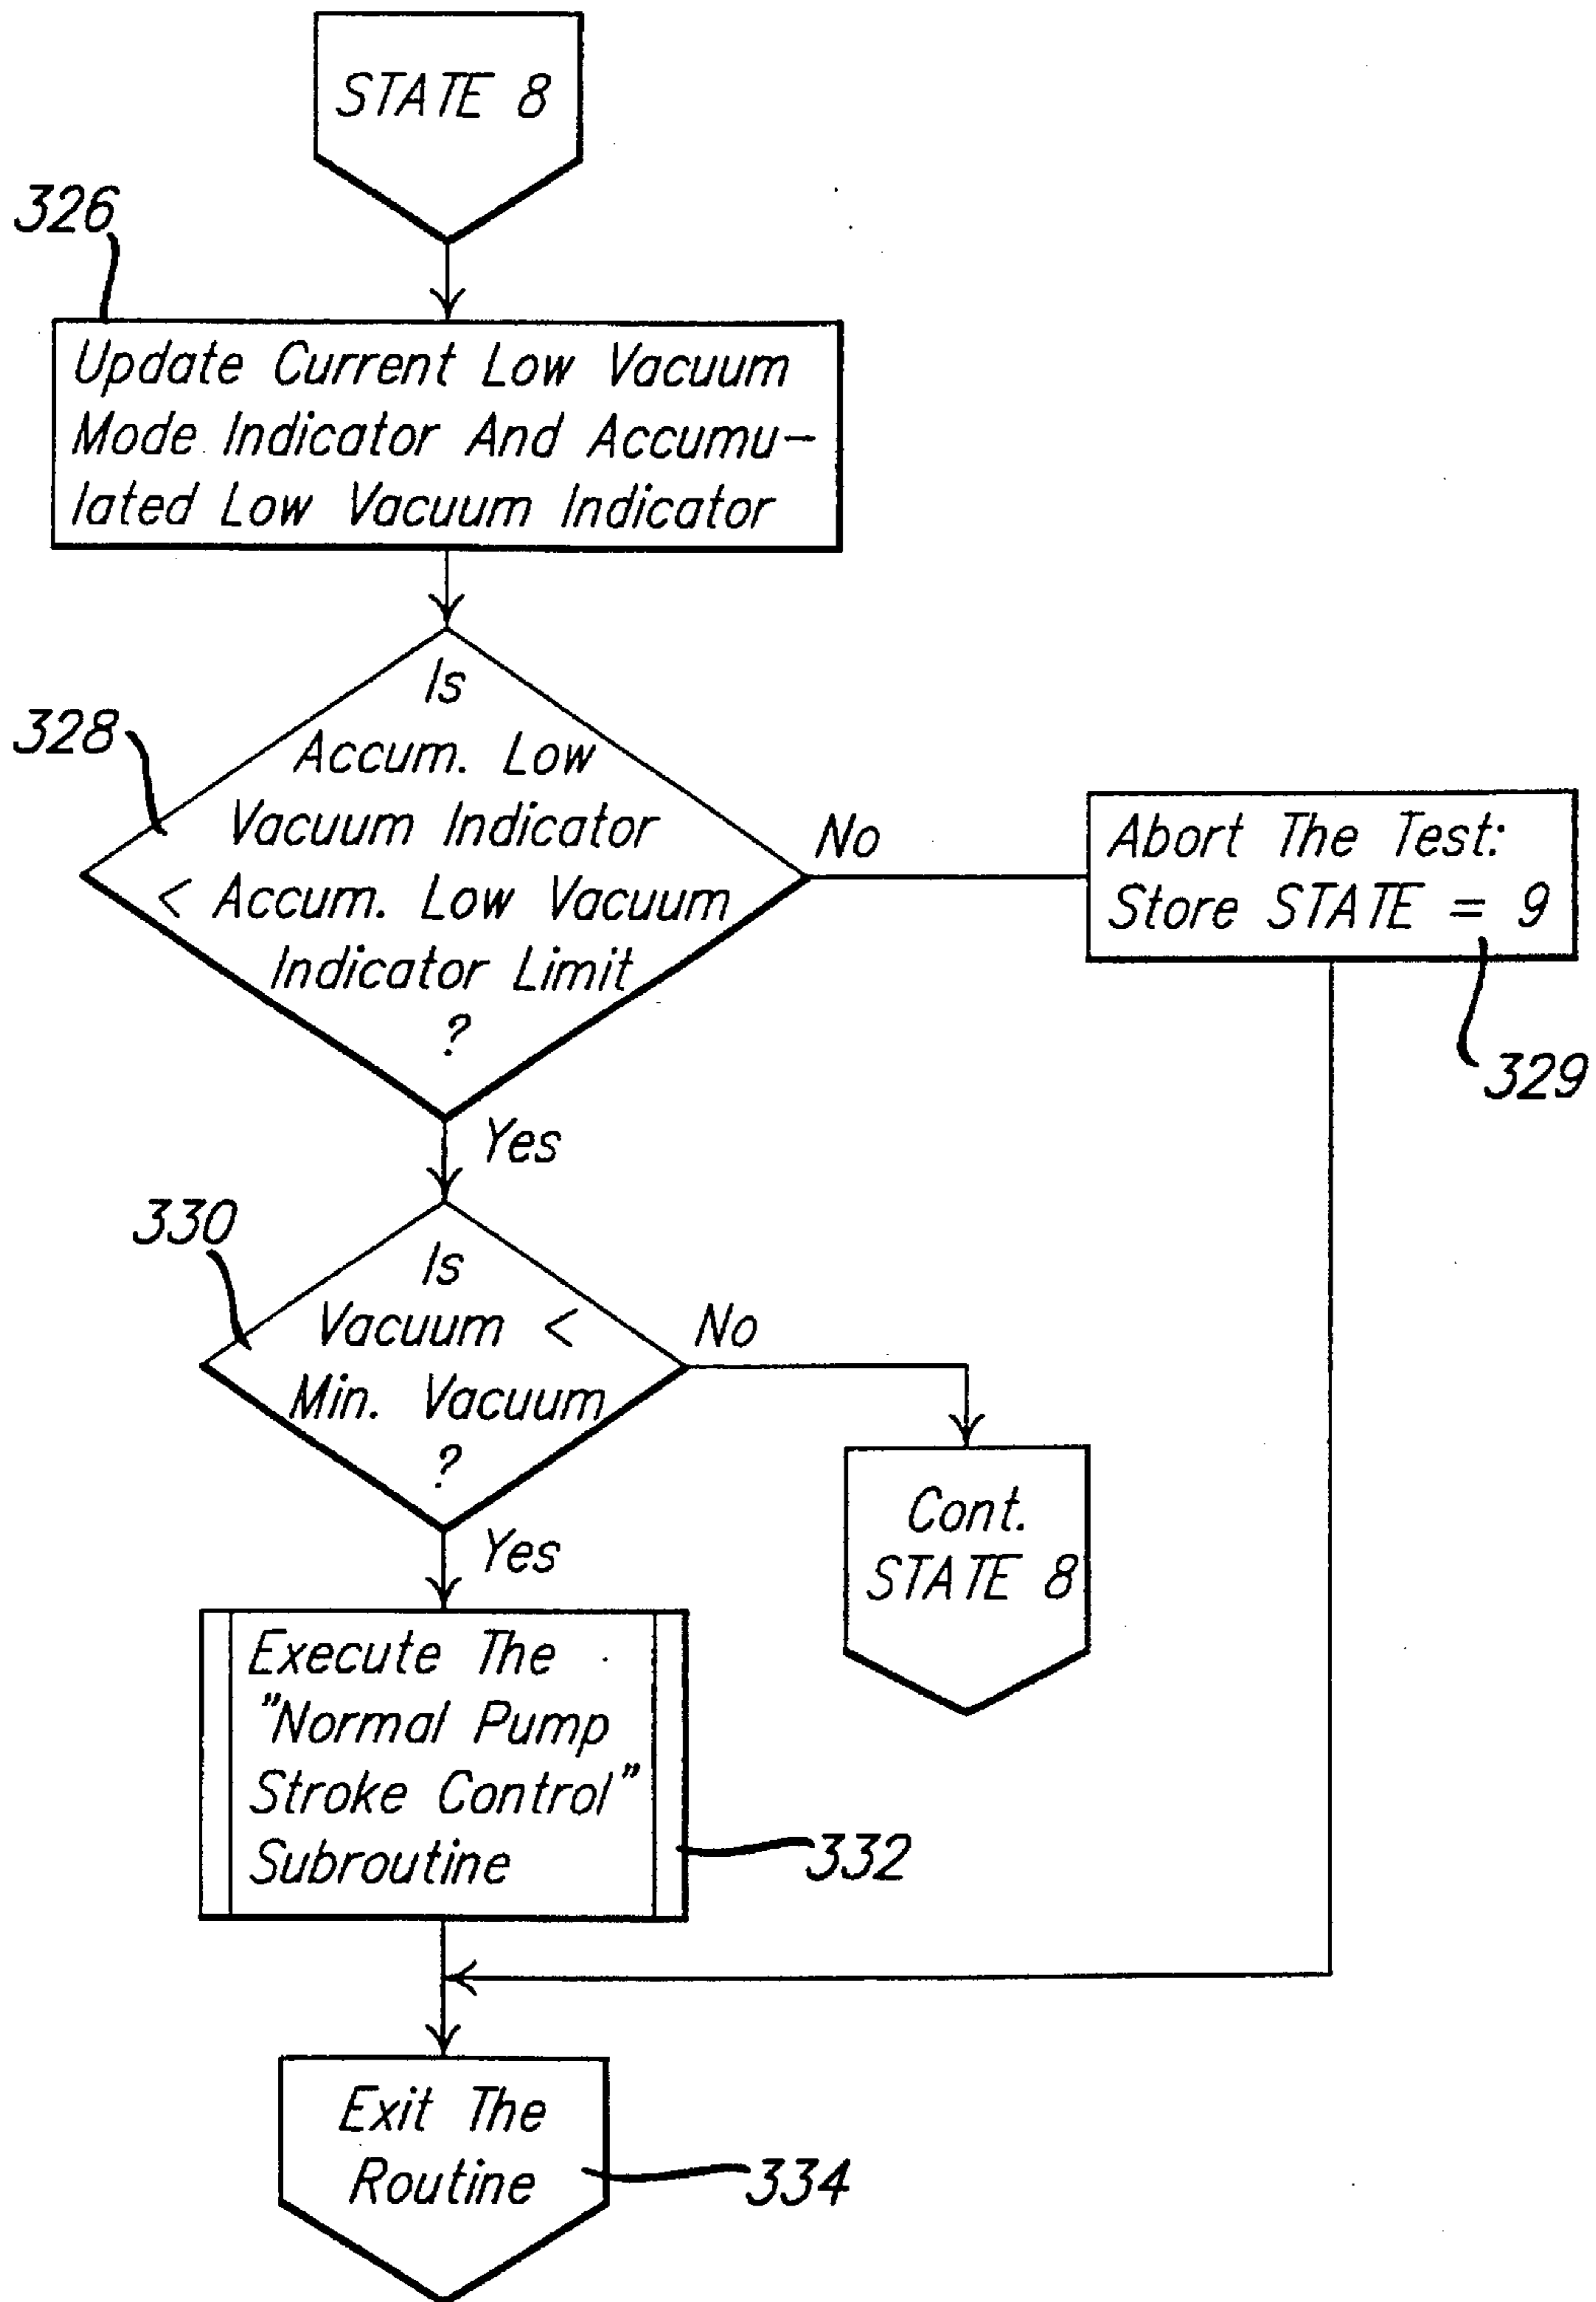 STATE 8
326
Update Current Low Vacuum
Mode Indicator And Accumu-
lated Low Vacuum Indicator
328
Is
Accum. Low
Vacuum Indicator
< Accum. Low Vacuum
Indicator Limit
?
No
Abort The Test:
Store STATE = 9
329
Yes
330
Is
Vacuum <
Min. Vacuum
?
No
Cont.
STATE 8
Yes
Execute The
"Normal Pump
Stroke Control"
Subroutine
332
Exit The
Routine
334